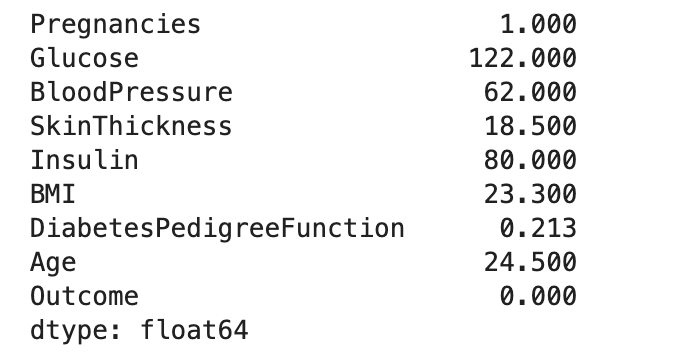 Pregnancies 1.000
Glucose 122.000
BloodPressure 62.000
SkinThickness 18.500
Insulin 80.000
BMI 23.300
DiabetesPedigreeFunction 0.213
Age 24.500
Outcome 0.000
dtype: float64